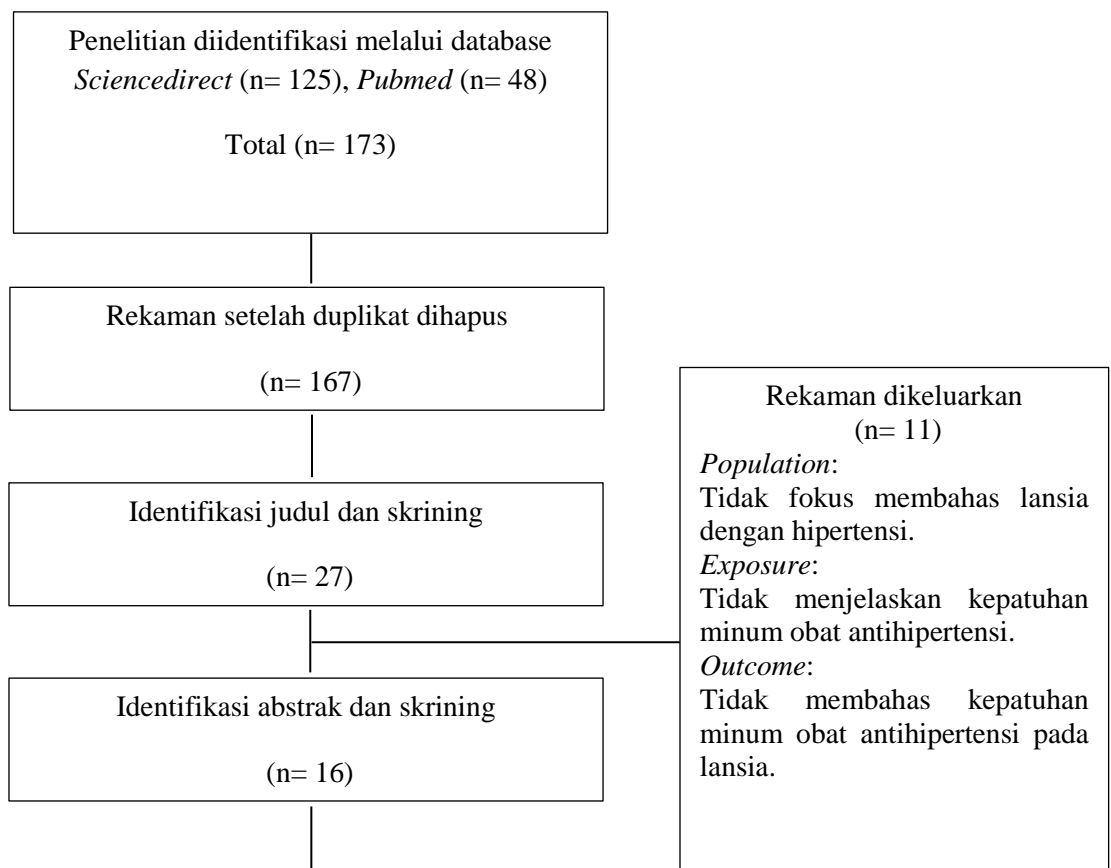 Penelitian diidentifikasi melalui database
Sciencedirect (n= 125), Pubmed (n= 48)
Total (n= 173)
Rekaman setelah duplikat dihapus
(n= 167)
Identifikasi judul dan skrining
(n= 27)
Rekaman dikeluarkan
(n= 11)
Population:
Tidak fokus membahas lansia
dengan hipertensi.
Exposure:
Tidak menjelaskan kepatuhan
minum obat antihipertensi.
Outcome:
Tidak membahas kepatuhan
minum obat antihipertensi pada
lansia.
Identifikasi abstrak dan skrining
(n= 16)